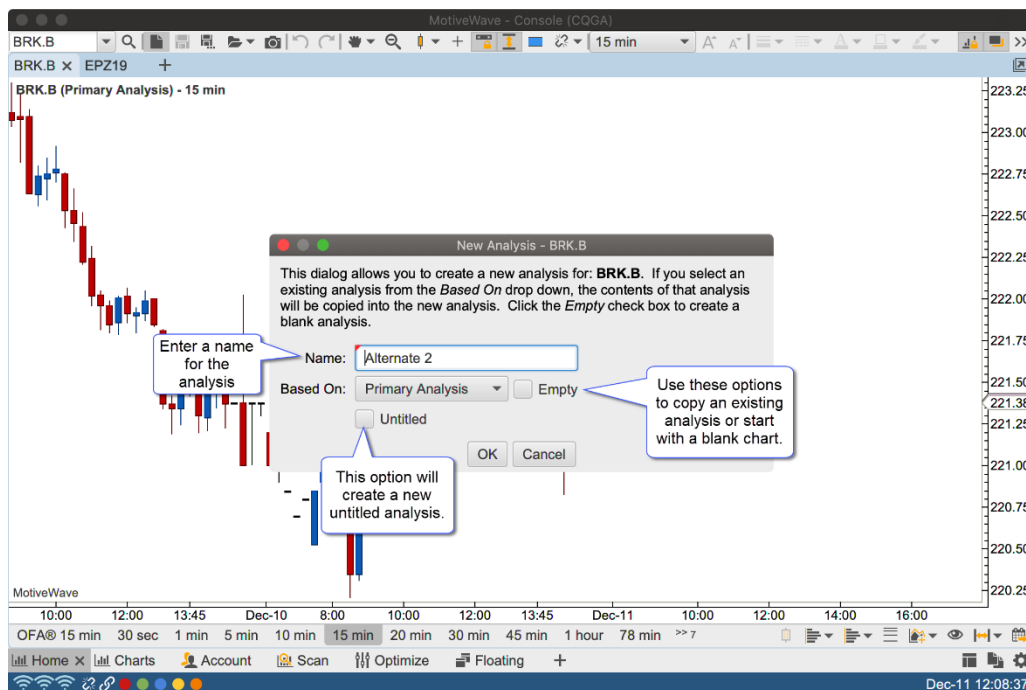 MotiveWave - Console (CQGA)
BRK.B
15 min
BRK.B
EPZ19
BRK.B (Primary Analysis) - 15 min
223.25
223.00
222.75
222.50
222.25
222.00
221.75
221.50
221.38
221.25
221.00
220.75
220.50
220.25
New Analysis - BRK.B
This dialog allows you to create a new analysis for: BRK.B. If you select an
existing analysis from the Based On drop down, the contents of that analysis
will be copied into the new analysis. Click the Empty check box to create a
blank analysis.
Enter a name
for the
analysis
Name: Alternate 2
Based On: Primary Analysis Empty
Untitled
Use these options
to copy an existing
analysis or start
with a blank chart.
OK Cancel
This option will
create a new
untitled analysis.
MotiveWave
10:00 12:00 13:45 Dec-10 8:00 10:00 12:00 13:45 Dec-11 10:00 12:00 14:00 16:00
OFA® 15 min 30 sec 1 min 5 min 10 min 15 min 20 min 30 min 45 min 1 hour 78 min >> 7
Home Charts Account Scan Optimize Floating
Dec-11 12:08:37